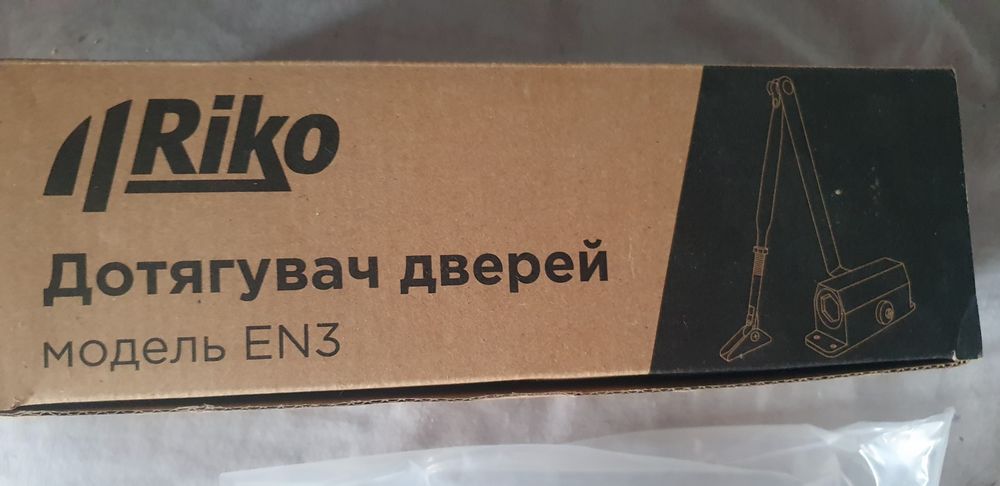 Riko
Дотягувач дверей
модель EN3